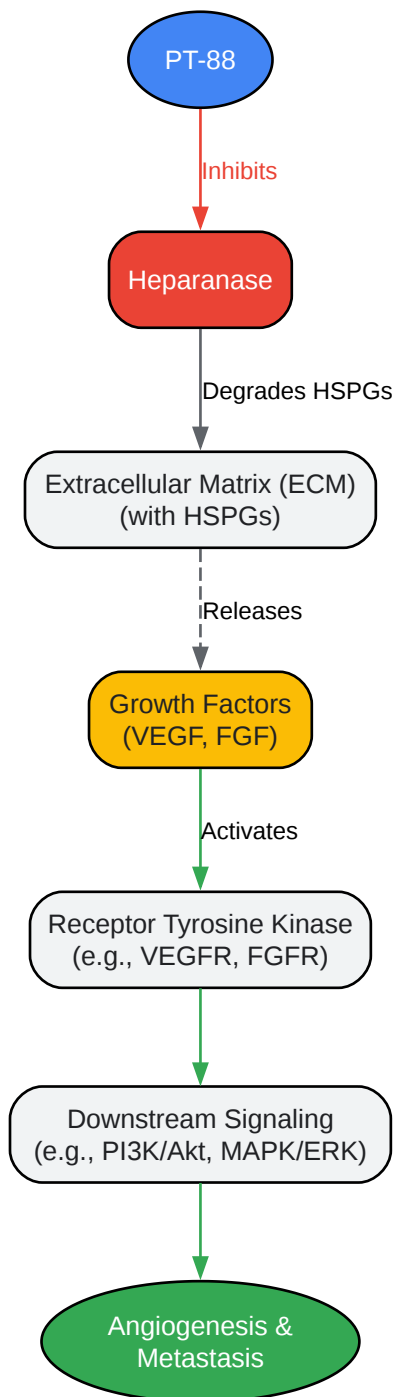 PT-88
Inhibits
Heparanase
Degrades HSPGs
Extracellular Matrix (ECM)
(with HSPGs)
Releases
Growth Factors
(VEGF, FGF)
Activates
Receptor Tyrosine Kinase
(e.g., VEGFR, FGFR)
Downstream Signaling
(e.g., PI3K/Akt, MAPK/ERK)
Angiogenesis &
Metastasis